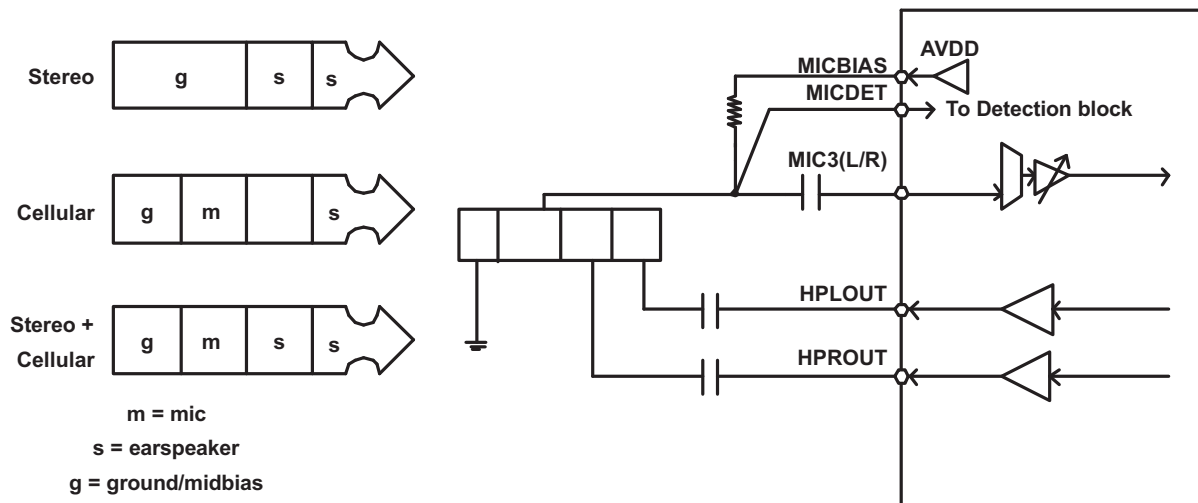 Stereo
g s s
Cellular
g m s
Stereo +
Cellular
g m s s
m = mic
s = earspeaker
g = ground/midbias
AVDD
MICBIAS
MICDET
To Detection block
MIC3(L/R)
HPLOUT
HPROUT